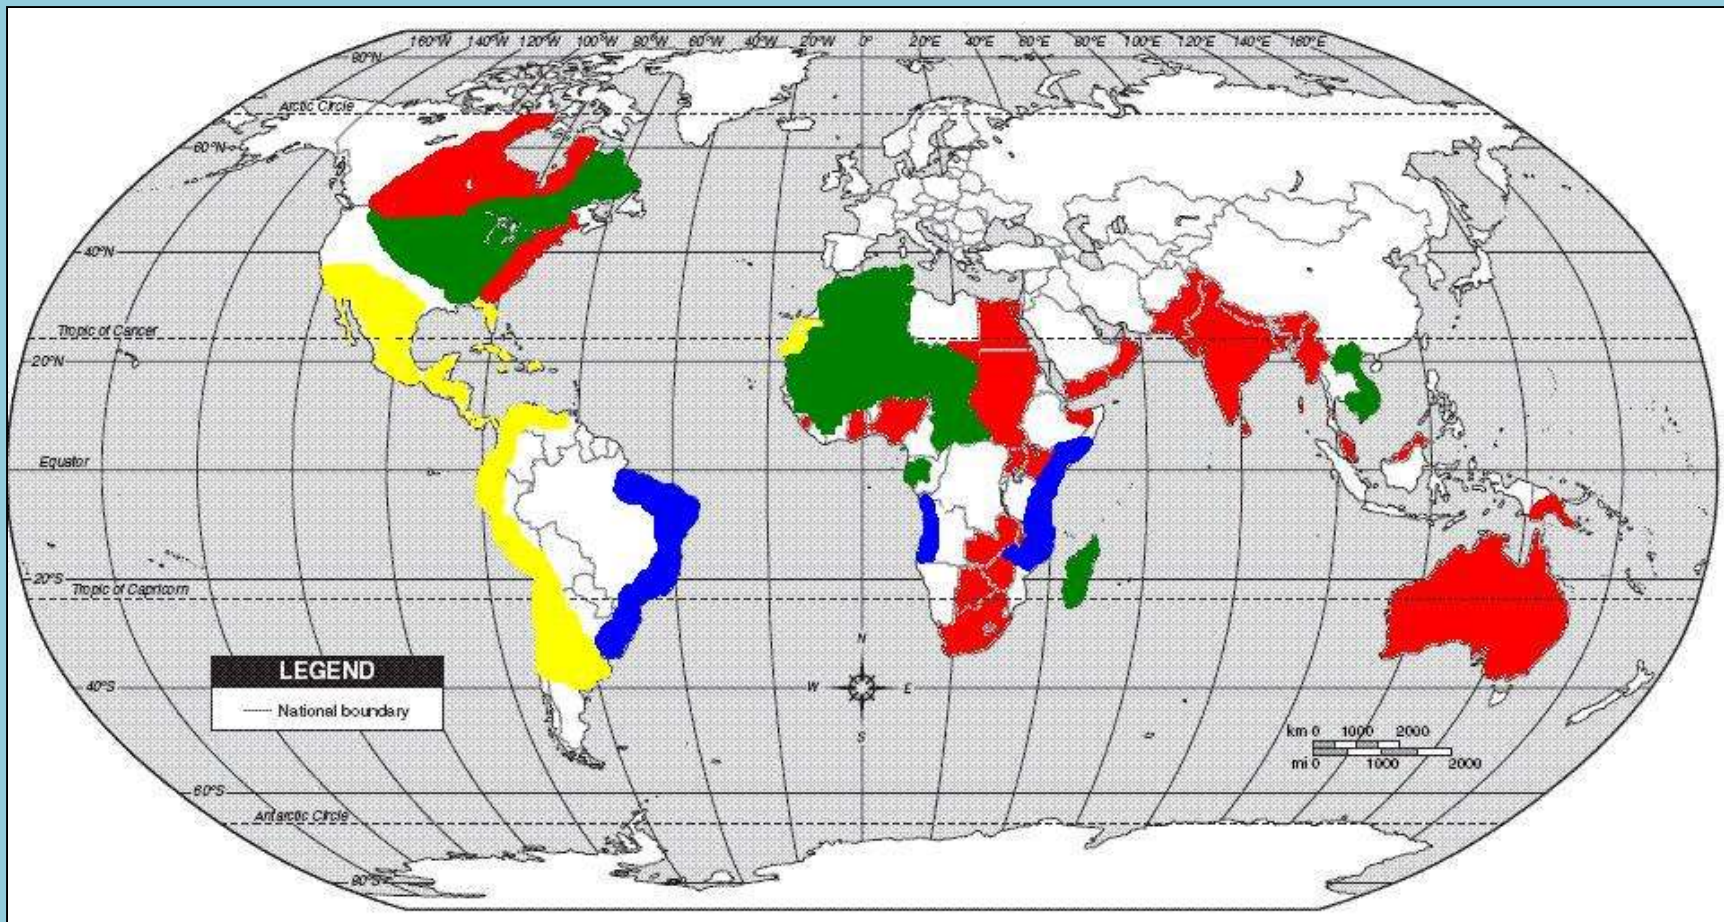 160°W 140°W 120°W 100°W 80°W 60°W 40°W 20°W 0° 20°E 40°E 60°E 80°E 100°E 120°E 140°E 160°E
80°N
Arctic Circle
60°N
40°N
Tropic of Cancer
20°N
Equator
20°S
Tropic of Capricorn
N
W E
S
LEGEND
National boundary
40°S
km 0 1000 2000
mi 0 1000 2000
60°S
Antarctic Circle
80°S